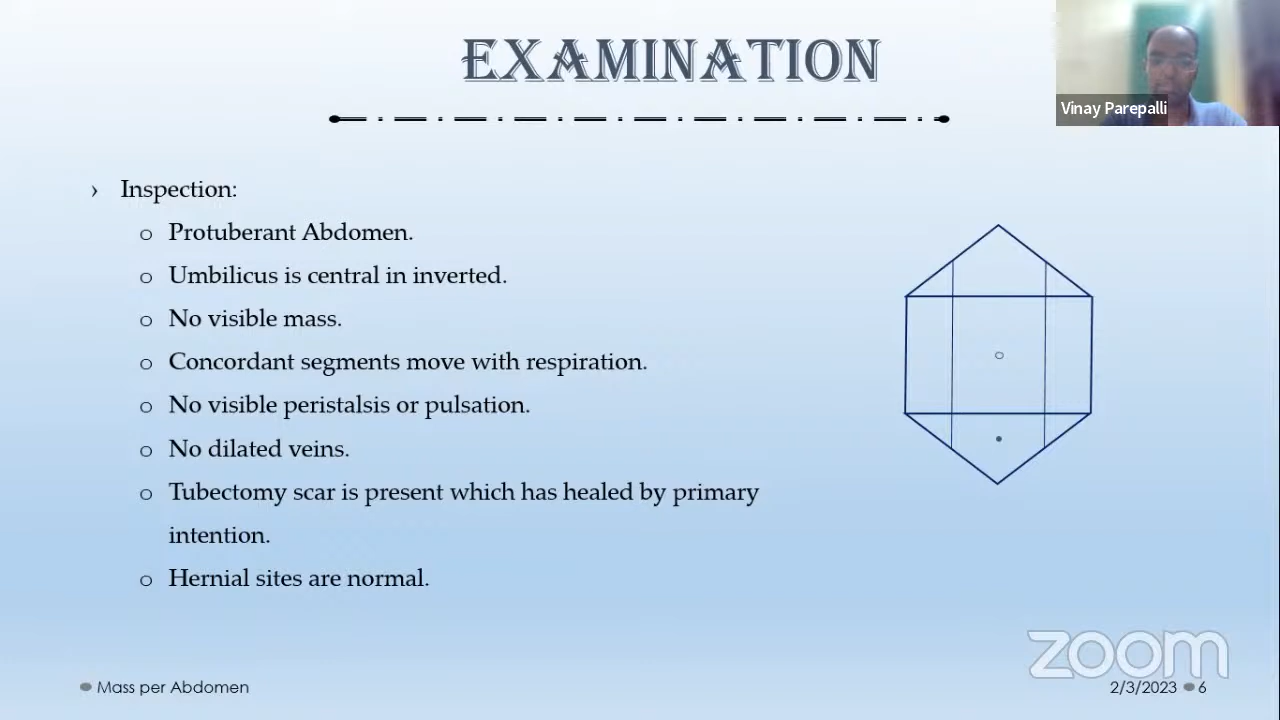 EXAMINATION
Vinay Parepalli
› Inspection:
o Protuberant Abdomen.
o Umbilicus is central in inverted.
o No visible mass.
o Concordant segments move with respiration.
o No visible peristalsis or pulsation.
o No dilated veins.
o Tubectomy scar is present which has healed by primary
intention.
o Hernial sites are normal.
zoom
Mass per Abdomen
2/3/2023 6